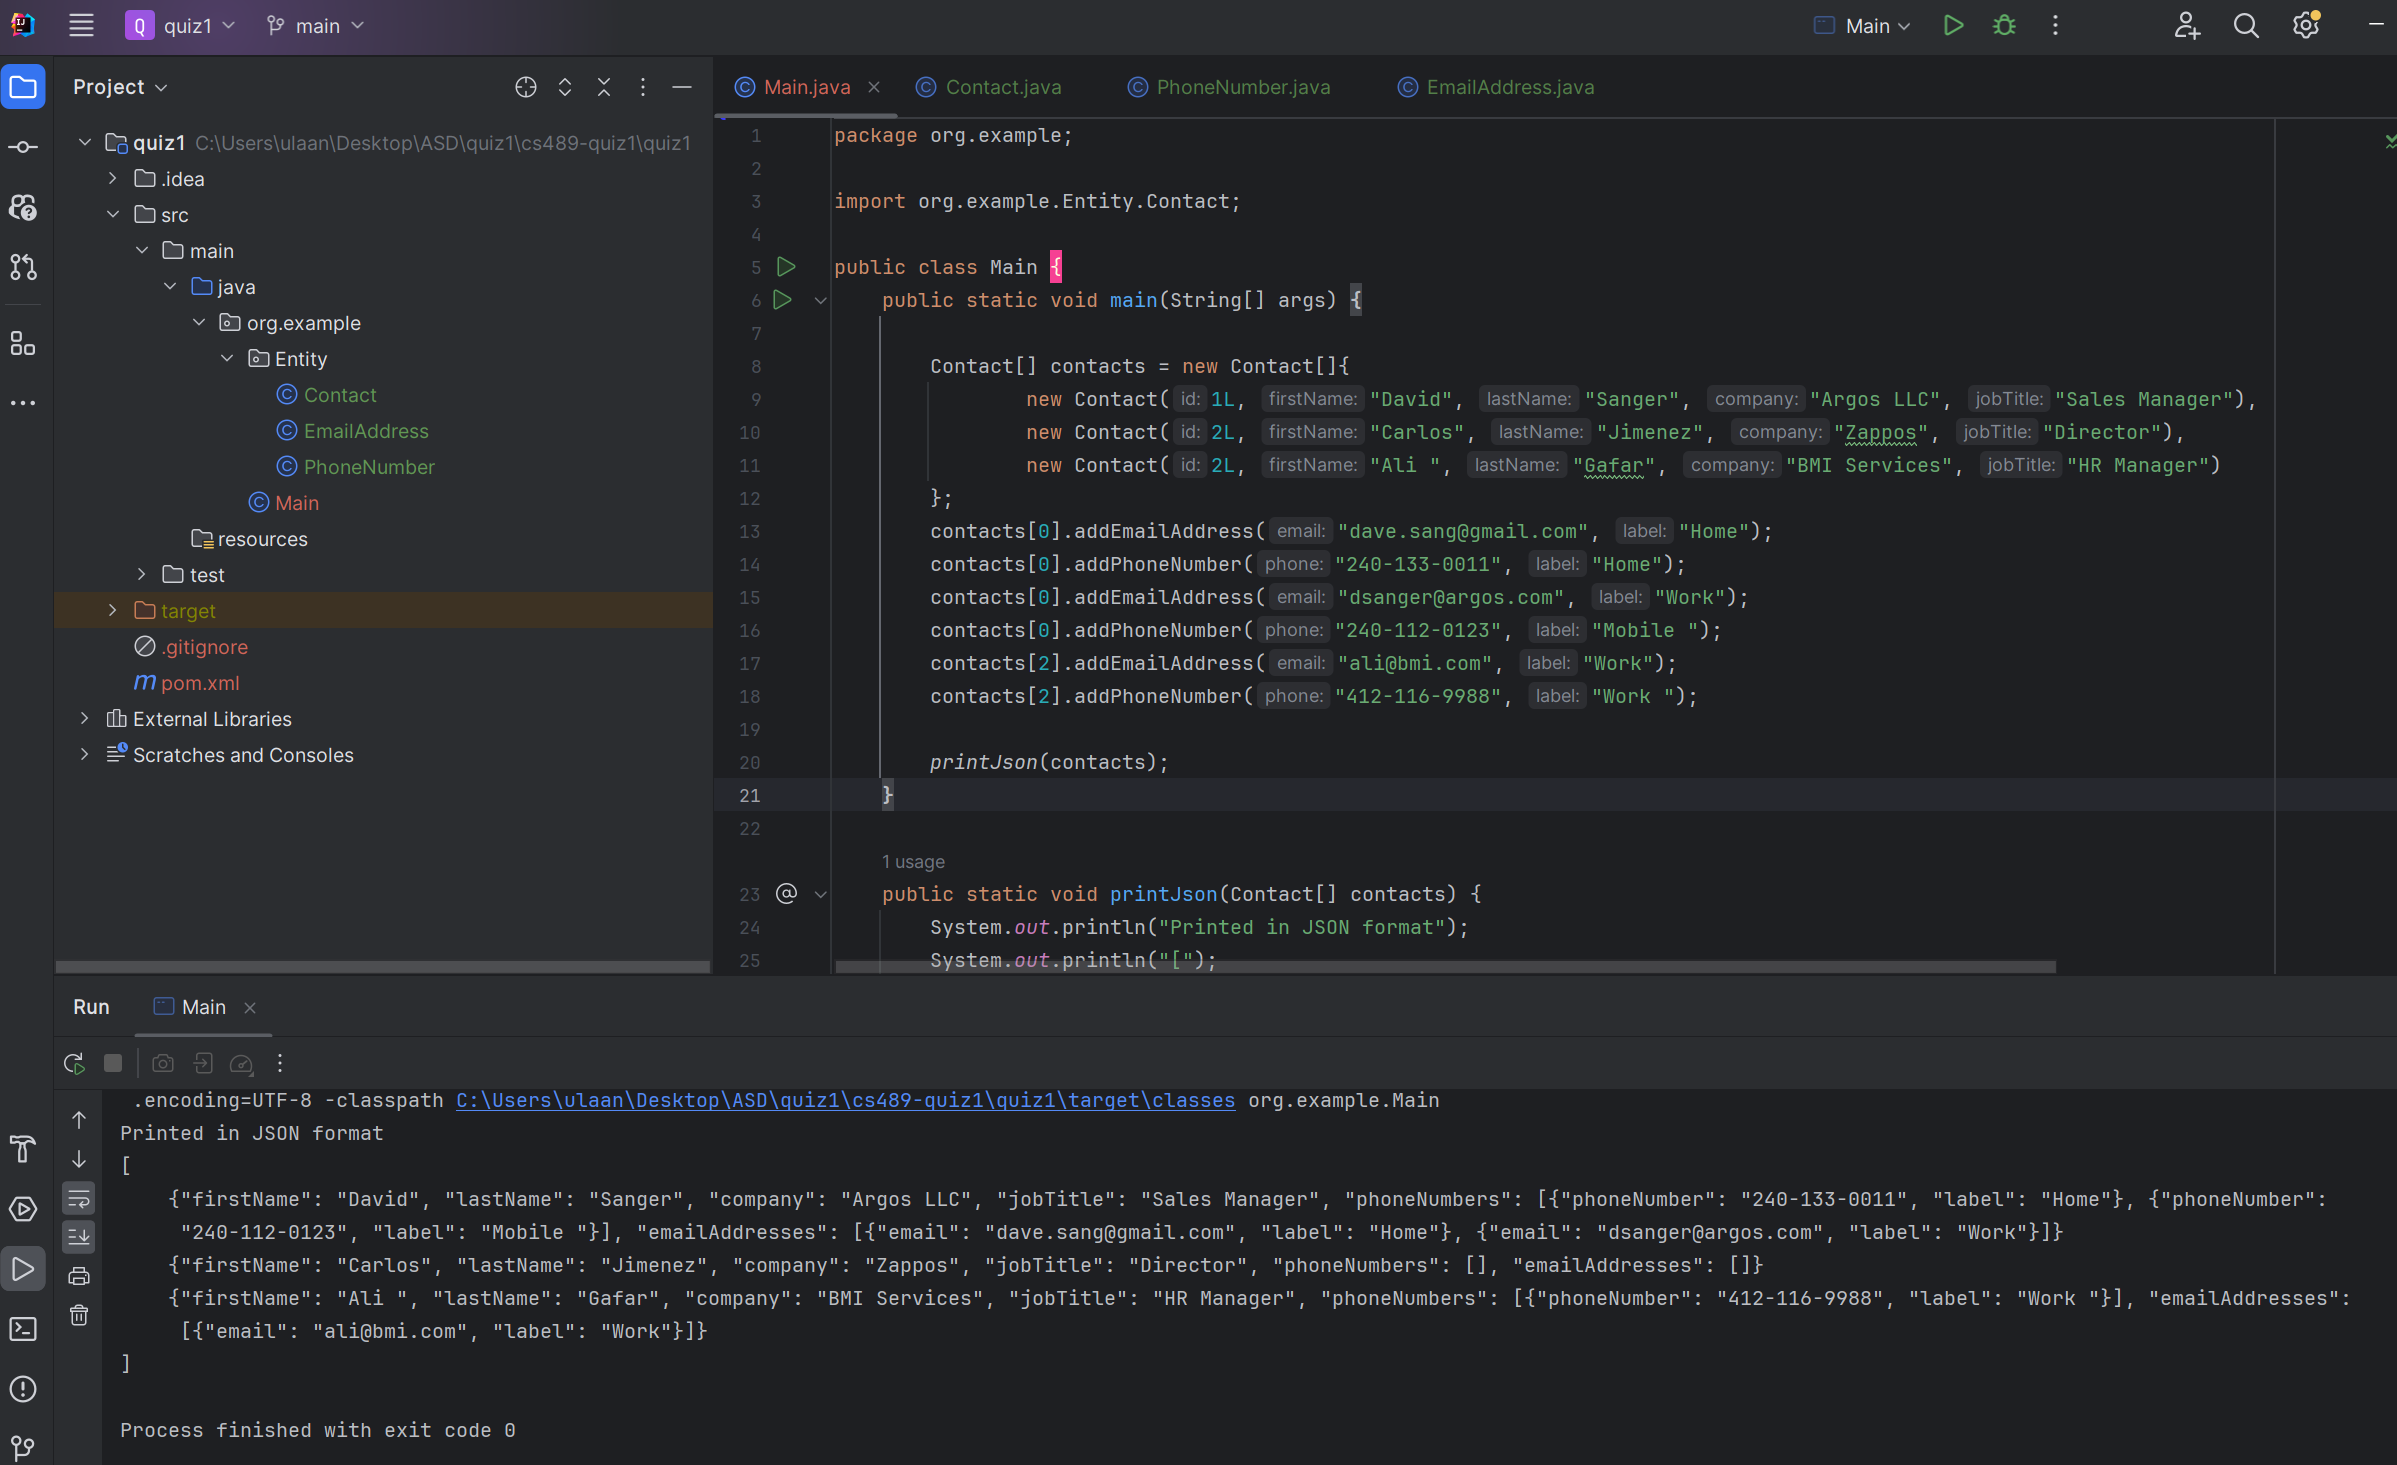 quiz1 main Main
Project
Main.java Contact.java PhoneNumber.java EmailAddress.java
quiz1 C:\Users\ulaan\Desktop\ASD\quiz1\cs489-quiz1\quiz1
.idea
src
main
java
org.example
Entity
Contact
EmailAddress
PhoneNumber
Main
resources
test
target
.gitignore
pom.xml
External Libraries
Scratches and Consoles
1 package org.example;
2
3 import org.example.Entity.Contact;
4
5 public class Main {
6 public static void main(String[] args) {
7
8 Contact[] contacts = new Contact[]{
9 new Contact( id: 1L, firstName: "David", lastName: "Sanger", company: "Argos LLC", jobTitle: "Sales Manager"),
10 new Contact( id: 2L, firstName: "Carlos", lastName: "Jimenez", company: "Zappos", jobTitle: "Director"),
11 new Contact( id: 2L, firstName: "Ali ", lastName: "Gafar", company: "BMI Services", jobTitle: "HR Manager")
12 };
13 contacts[0].addEmailAddress( email: "dave.sang@gmail.com", label: "Home");
14 contacts[0].addPhoneNumber( phone: "240-133-0011", label: "Home");
15 contacts[0].addEmailAddress( email: "dsanger@argos.com", label: "Work");
16 contacts[0].addPhoneNumber( phone: "240-112-0123", label: "Mobile ");
17 contacts[2].addEmailAddress( email: "ali@bmi.com", label: "Work");
18 contacts[2].addPhoneNumber( phone: "412-116-9988", label: "Work ");
19
20 printJson(contacts);
21 }
22
1 usage
23 public static void printJson(Contact[] contacts) {
24 System.out.println("Printed in JSON format");
25 System.out.println("[");
Run Main
.encoding=UTF-8 -classpath C:\Users\ulaan\Desktop\ASD\quiz1\cs489-quiz1\quiz1\target\classes org.example.Main
Printed in JSON format
[
{"firstName": "David", "lastName": "Sanger", "company": "Argos LLC", "jobTitle": "Sales Manager", "phoneNumbers": [{"phoneNumber": "240-133-0011", "label": "Home"}, {"phoneNumber":
"240-112-0123", "label": "Mobile "}], "emailAddresses": [{"email": "dave.sang@gmail.com", "label": "Home"}, {"email": "dsanger@argos.com", "label": "Work"}]}
{"firstName": "Carlos", "lastName": "Jimenez", "company": "Zappos", "jobTitle": "Director", "phoneNumbers": [], "emailAddresses": []}
{"firstName": "Ali ", "lastName": "Gafar", "company": "BMI Services", "jobTitle": "HR Manager", "phoneNumbers": [{"phoneNumber": "412-116-9988", "label": "Work "}], "emailAddresses":
[{"email": "ali@bmi.com", "label": "Work"}]}
]
Process finished with exit code 0